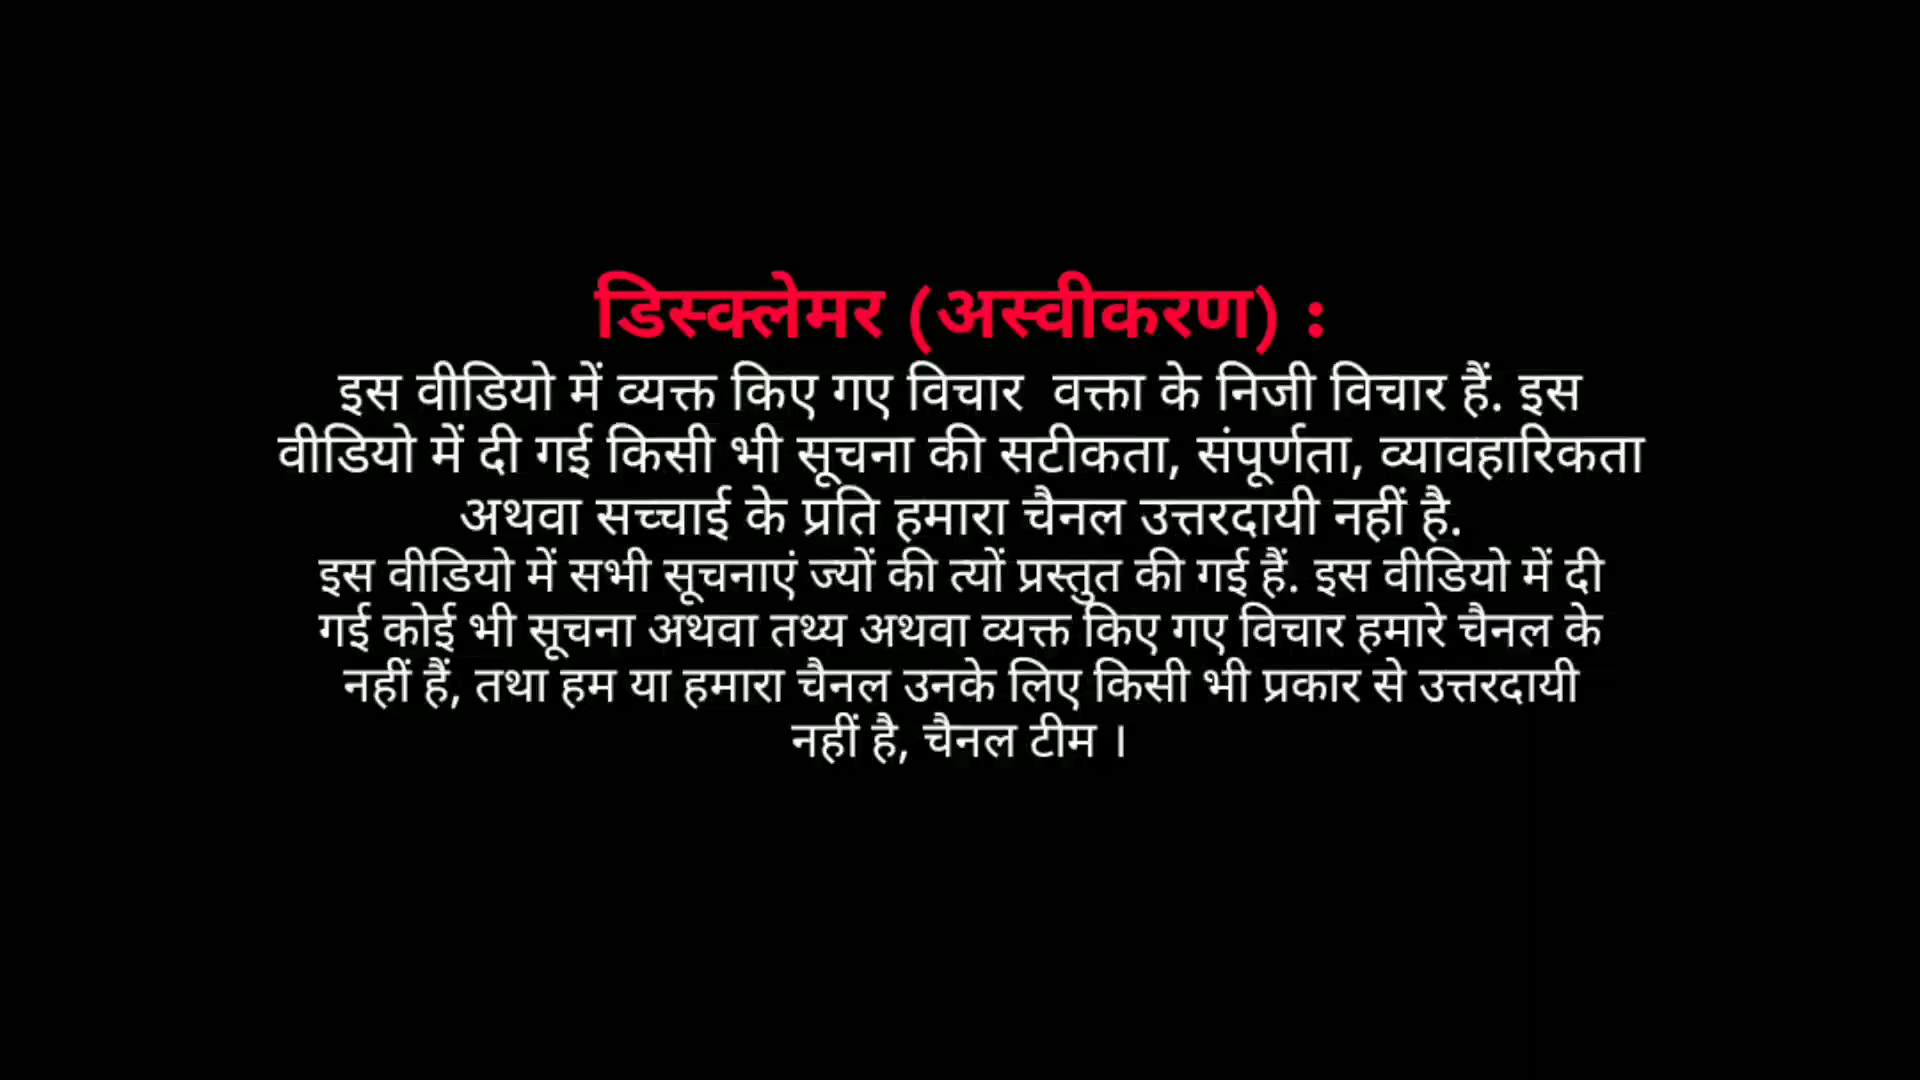 डिस्क्लेमर (अस्वीकरण) :
इस वीडियो में व्यक्त किए गए विचार  वक्ता के निजी विचार हैं. इस
वीडियो में दी गई किसी भी सूचना की सटीकता, संपूर्णता, व्यावहारिकता
अथवा सच्चाई के प्रति हमारा चैनल उत्तरदायी नहीं है.
इस वीडियो में सभी सूचनाएं ज्यों की त्यों प्रस्तुत की गई हैं. इस वीडियो में दी
गई कोई भी सूचना अथवा तथ्य अथवा व्यक्त किए गए विचार हमारे चैनल के
नहीं हैं, तथा हम या हमारा चैनल उनके लिए किसी भी प्रकार से उत्तरदायी
नहीं है, चैनल टीम ।